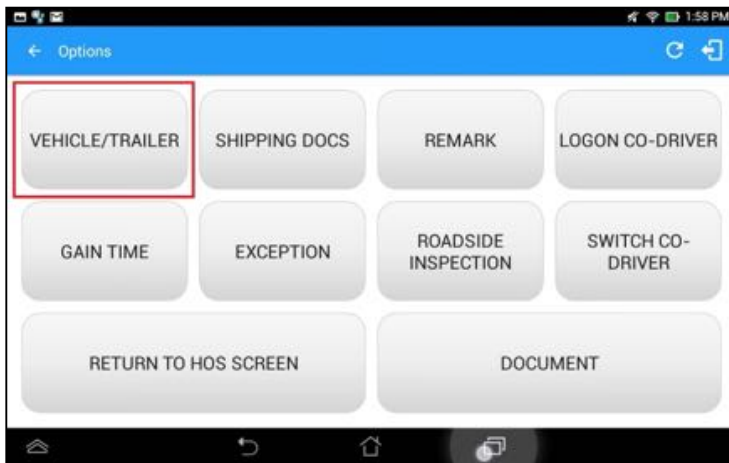 1:58 PM
Options
VEHICLE/TRAILER
SHIPPING DOCS
REMARK
LOGON CO-DRIVER
GAIN TIME
EXCEPTION
ROADSIDE
INSPECTION
SWITCH CO-
DRIVER
RETURN TO HOS SCREEN
DOCUMENT